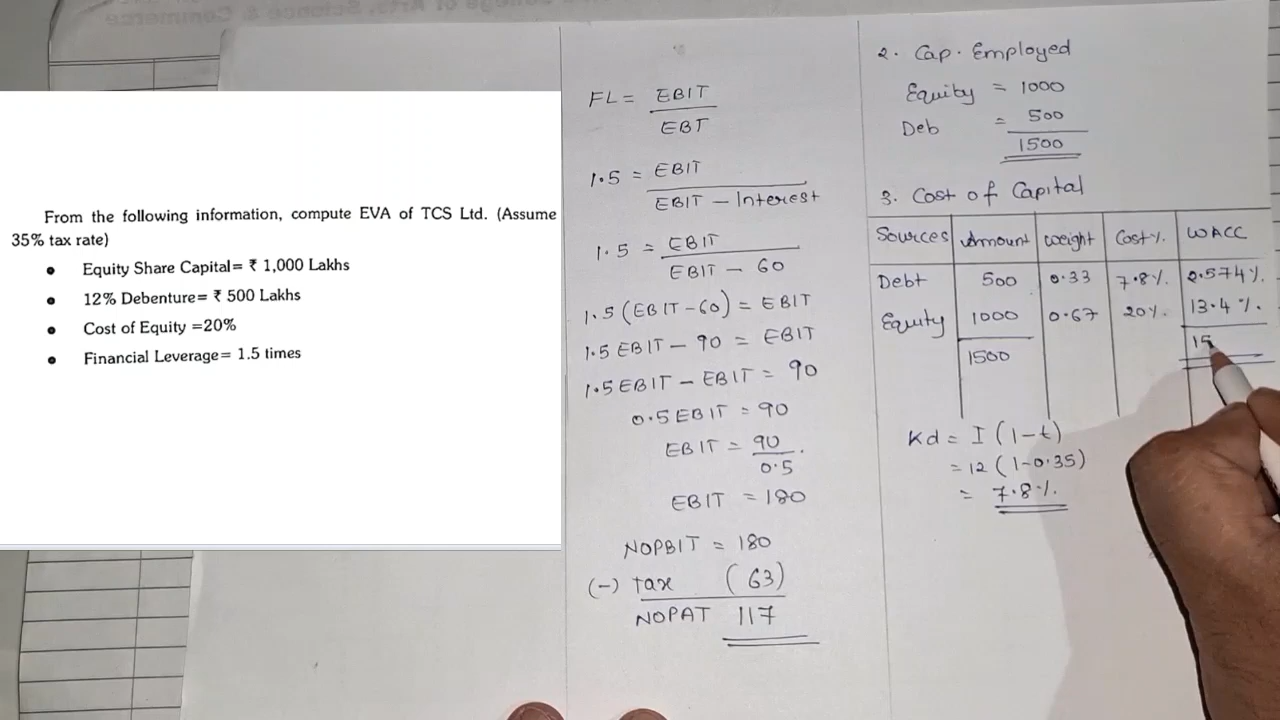 From the following information, compute EVA of TCS Ltd. (Assume
35% tax rate)
• Equity Share Capital= ₹ 1,000 Lakhs
• 12% Debenture= ₹ 500 Lakhs
• Cost of Equity =20%
• Financial Leverage= 1.5 times
FL = EBIT / EBT
1.5 = EBIT / EBIT - Interest
1.5 = EBIT / EBIT - 60
1.5 (EBIT-60) = EBIT
1.5 EBIT - 90 = EBIT
1.5 EBIT - EBIT = 90
0.5 EBIT = 90
EBIT = 90 / 0.5
EBIT = 180
NOPBIT = 180
(-) tax (63)
NOPAT 117
2. Cap. Employed
Equity = 1000
Deb = 500
1500
3. Cost of Capital
Sources Amount Weight Cost% WACC
Debt 500 0.33 7.8% 2.574%
Equity 1000 0.67 20% 13.4%
1500 15
Kd = I (1-t)
= 12 (1-0.35)
= 7.8%